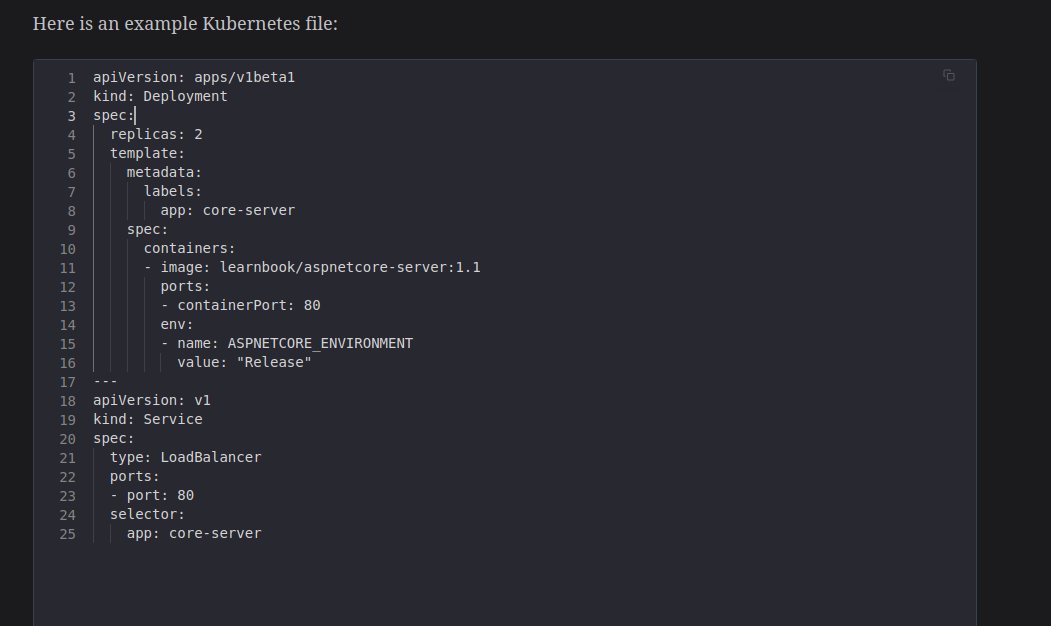 Here is an example Kubernetes file:
1 apiVersion: apps/v1beta1
2 kind: Deployment
3 spec:
4   replicas: 2
5   template:
6     metadata:
7       labels:
8         app: core-server
9     spec:
10       containers:
11       - image: learnbook/aspnetcore-server:1.1
12         ports:
13         - containerPort: 80
14         env:
15         - name: ASPNETCORE_ENVIRONMENT
16           value: "Release"
17 ---
18 apiVersion: v1
19 kind: Service
20 spec:
21   type: LoadBalancer
22   ports:
23   - port: 80
24   selector:
25     app: core-server